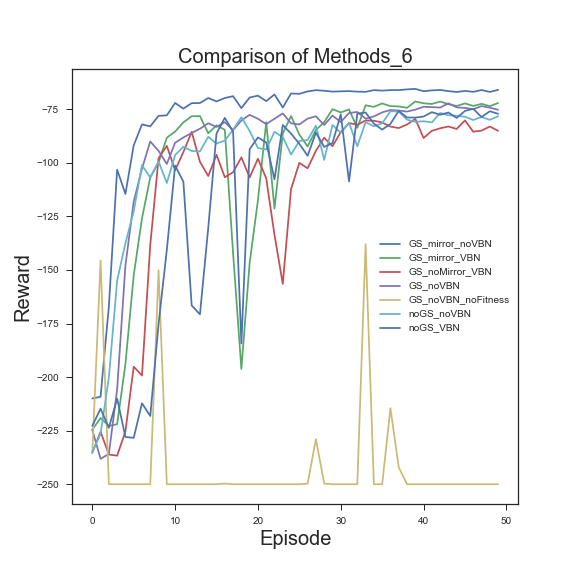 Comparison of Methods_6
Reward
−75
−100
−125
−150
−175
−200
−225
−250
GS_mirror_noVBN
GS_mirror_VBN
GS_noMirror_VBN
GS_noVBN
GS_noVBN_noFitness
noGS_noVBN
noGS_VBN
0 10 20 30 40 50
Episode